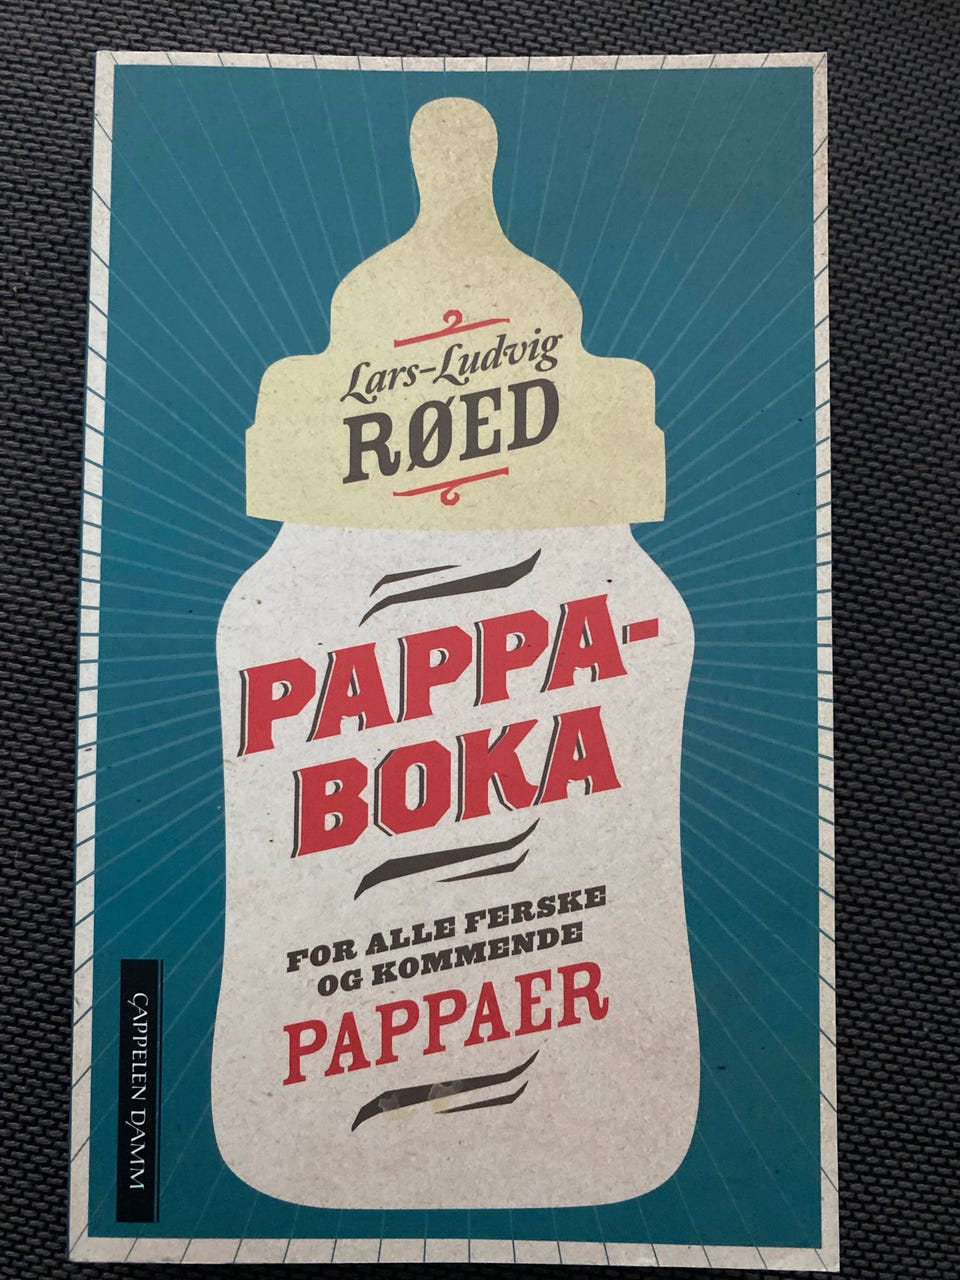 Lars-Ludvig
RØED
PAPPA-
BOKA
FOR ALLE FERSKE
OG KOMMENDE
PAPPAER
CAPPELEN DAMM